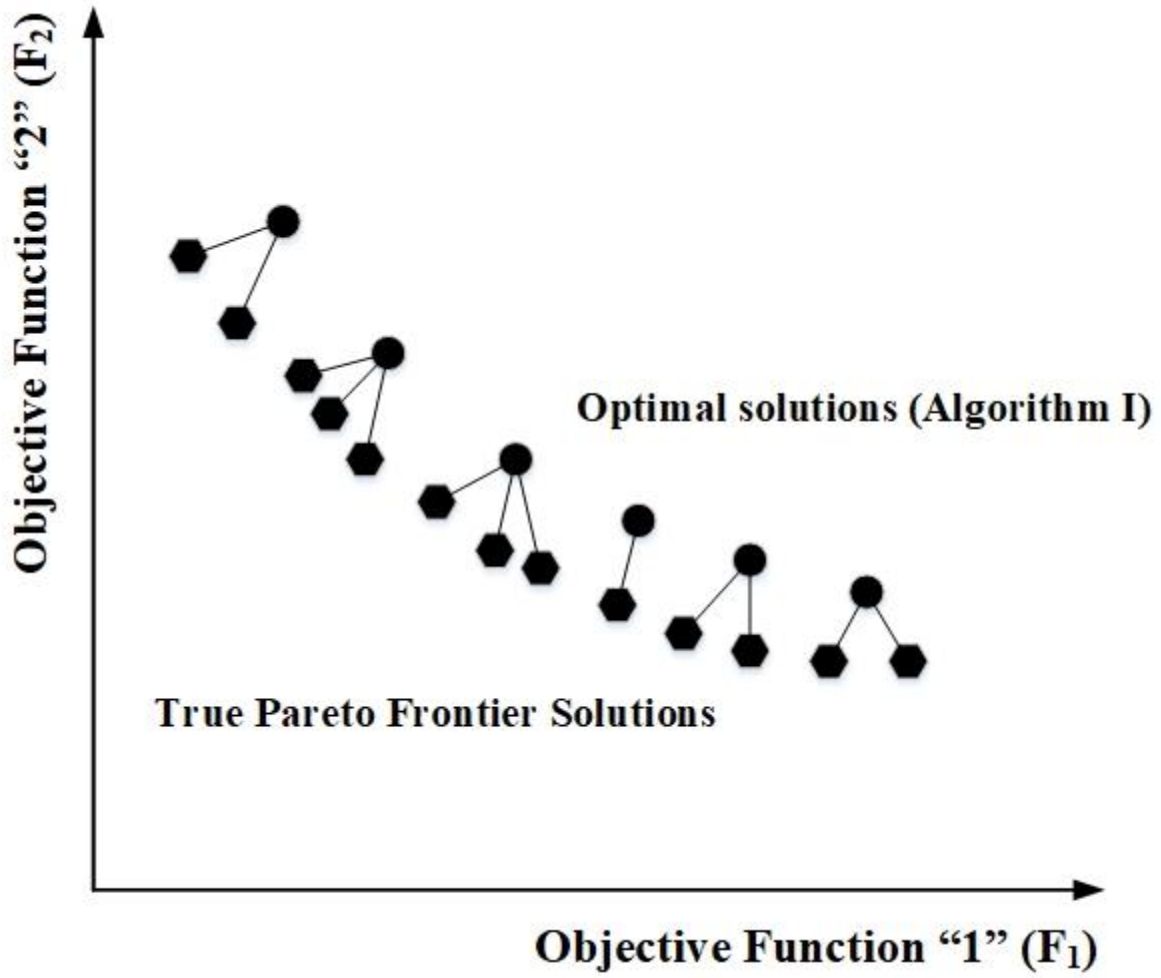 Objective Function “2” (F₂)
Optimal solutions (Algorithm I)
True Pareto Frontier Solutions
Objective Function “1” (F₁)